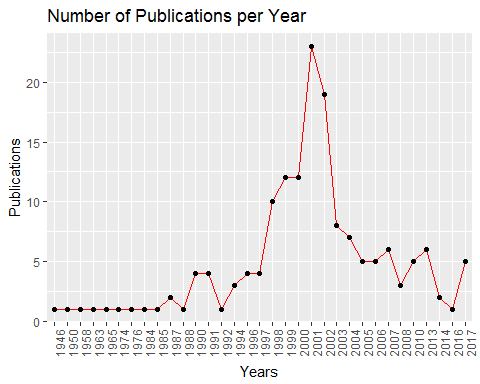 Number of Publications per Year
Publications
20
15
10
5
0
1946 1950 1959 1963 1965 1974 1976 1984 1985 1987 1988 1990 1991 1992 1994 1996 1997 1998 1999 2000 2001 2002 2003 2004 2005 2006 2007 2008 2010 2013 2014 2016 2017
Years